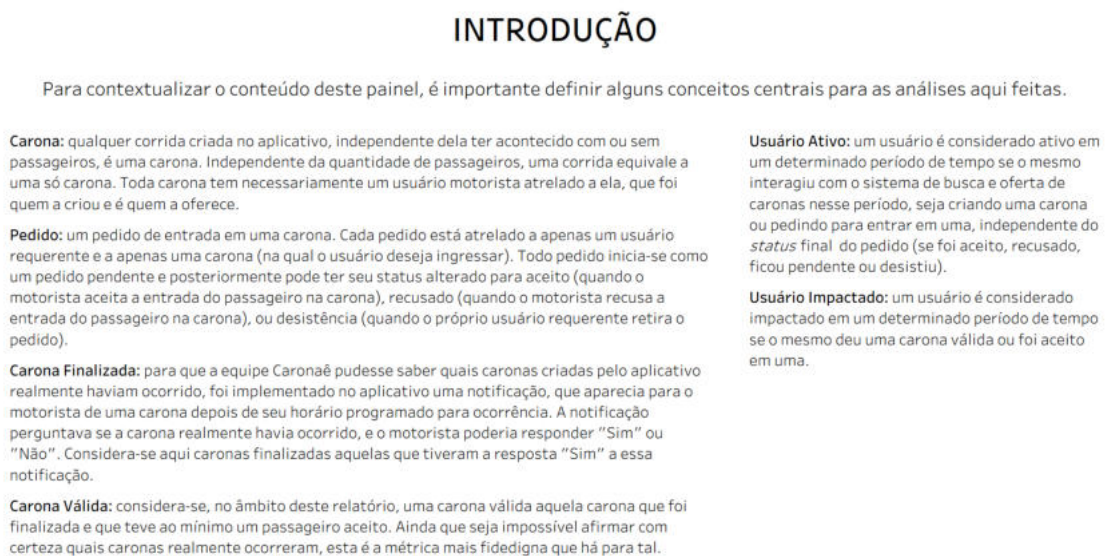 INTRODUÇÃO
Para contextualizar o conteúdo deste painel, é importante definir alguns conceitos centrais para as análises aqui feitas.
Carona: qualquer corrida criada no aplicativo, independente dela ter acontecido com ou sem
passageiros, é uma carona. Independente da quantidade de passageiros, uma corrida equivale a
uma só carona. Toda carona tem necessariamente um usuário motorista atrelado a ela, que foi
quem a criou e é quem a oferece.
Pedido: um pedido de entrada em uma carona. Cada pedido está atrelado a apenas um usuário
requerente e a apenas uma carona (na qual o usuário deseja ingressar). Todo pedido inicia-se como
um pedido pendente e posteriormente pode ter seu status alterado para aceito (quando o
motorista aceita a entrada do passageiro na carona), recusado (quando o motorista recusa a
entrada do passageiro na carona), ou desistência (quando o próprio usuário requerente retira o
pedido).
Carona Finalizada: para que a equipe Caronaê pudesse saber quais caronas criadas pelo aplicativo
realmente haviam ocorrido, foi implementado no aplicativo uma notificação, que aparecia para o
motorista de uma carona depois de seu horário programado para ocorrência. A notificação
perguntava se a carona realmente havia ocorrido, e o motorista poderia responder "Sim" ou
"Não". Considera-se aqui caronas finalizadas aquelas que tiveram a resposta "Sim" a essa
notificação.
Carona Válida: considera-se, no âmbito deste relatório, uma carona válida aquela carona que foi
finalizada e que teve ao mínimo um passageiro aceito. Ainda que seja impossível afirmar com
certeza quais caronas realmente ocorreram, esta é a métrica mais fidedigna que há para tal.
Usuário Ativo: um usuário é considerado ativo em
um determinado período de tempo se o mesmo
interagiu com o sistema de busca e oferta de
caronas nesse período, seja criando uma carona
ou pedindo para entrar em uma, independente do
status final do pedido (se foi aceito, recusado,
ficou pendente ou desistiu).
Usuário Impactado: um usuário é considerado
impactado em um determinado período de tempo
se o mesmo deu uma carona válida ou foi aceito
em uma.